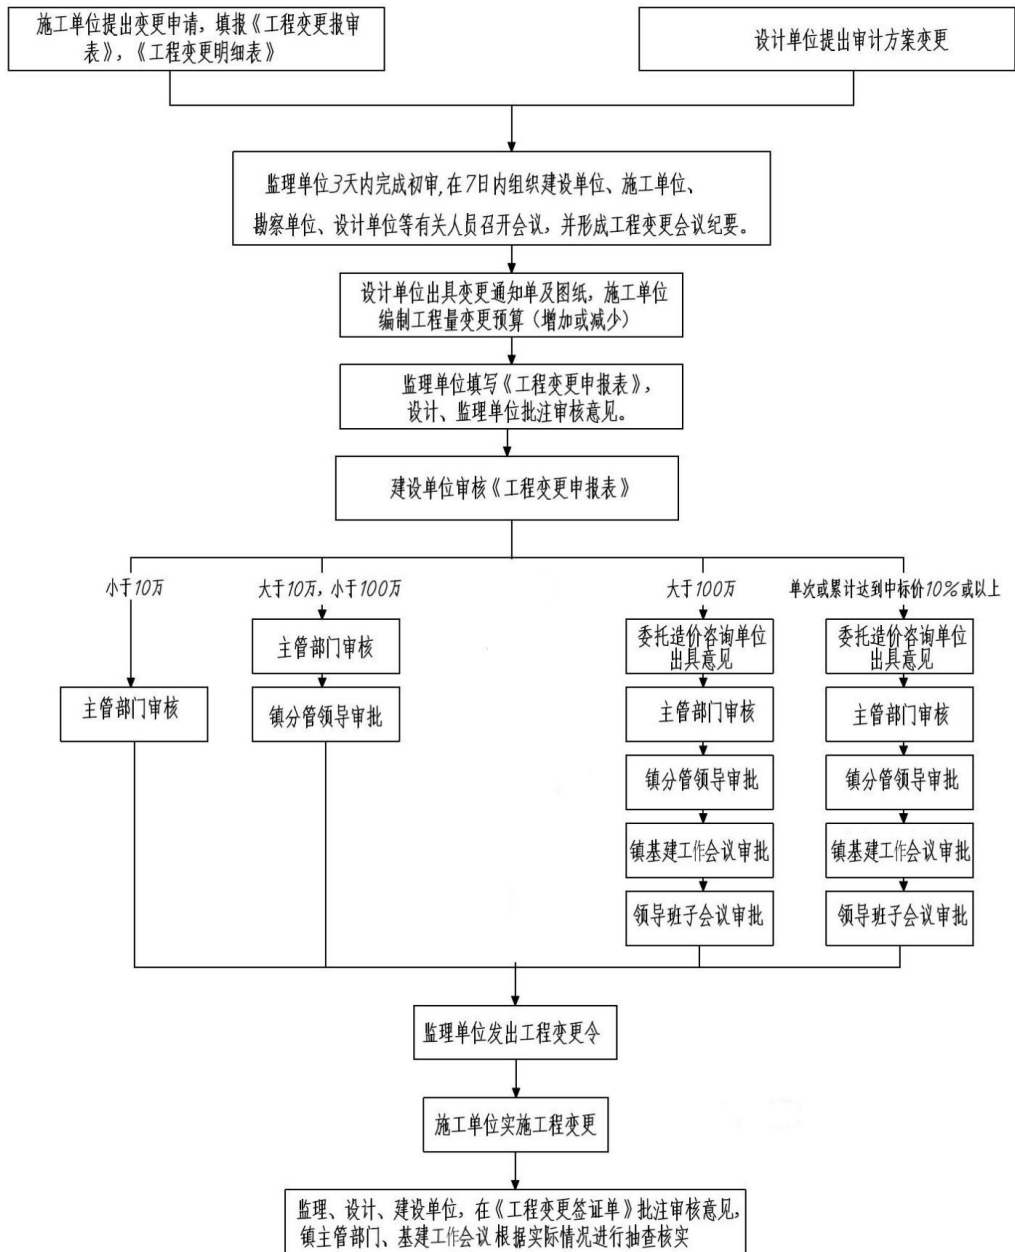 施工单位提出变更申请，填报《工程变更报审
表》，《工程变更明细表》
设计单位提出审计方案变更
监理单位3天内完成初审,在7日内组织建设单位、施工单位、
勘察单位、设计单位等有关人员召开会议，并形成工程变更会议纪要。
设计单位出具变更通知单及图纸，施工单位
编制工程量变更预算（增加或减少）
监理单位填写《工程变更申报表》，
设计、监理单位批注审核意见。
建设单位审核《工程变更申报表》
小于10万
大于10万，小于100万
大于100万
单次或累计达到中标价10%或以上
主管部门审核
主管部门审核
镇分管领导审批
委托造价咨询单位
出具意见
主管部门审核
镇分管领导审批
镇基建工作会议审批
领导班子会议审批
委托造价咨询单位
出具意见
主管部门审核
镇分管领导审批
镇基建工作会议审批
领导班子会议审批
监理单位发出工程变更令
施工单位实施工程变更
监理、设计、建设单位，在《工程变更签证单》批注审核意见，
镇主管部门、基建工作会议根据实际情况进行抽查核实